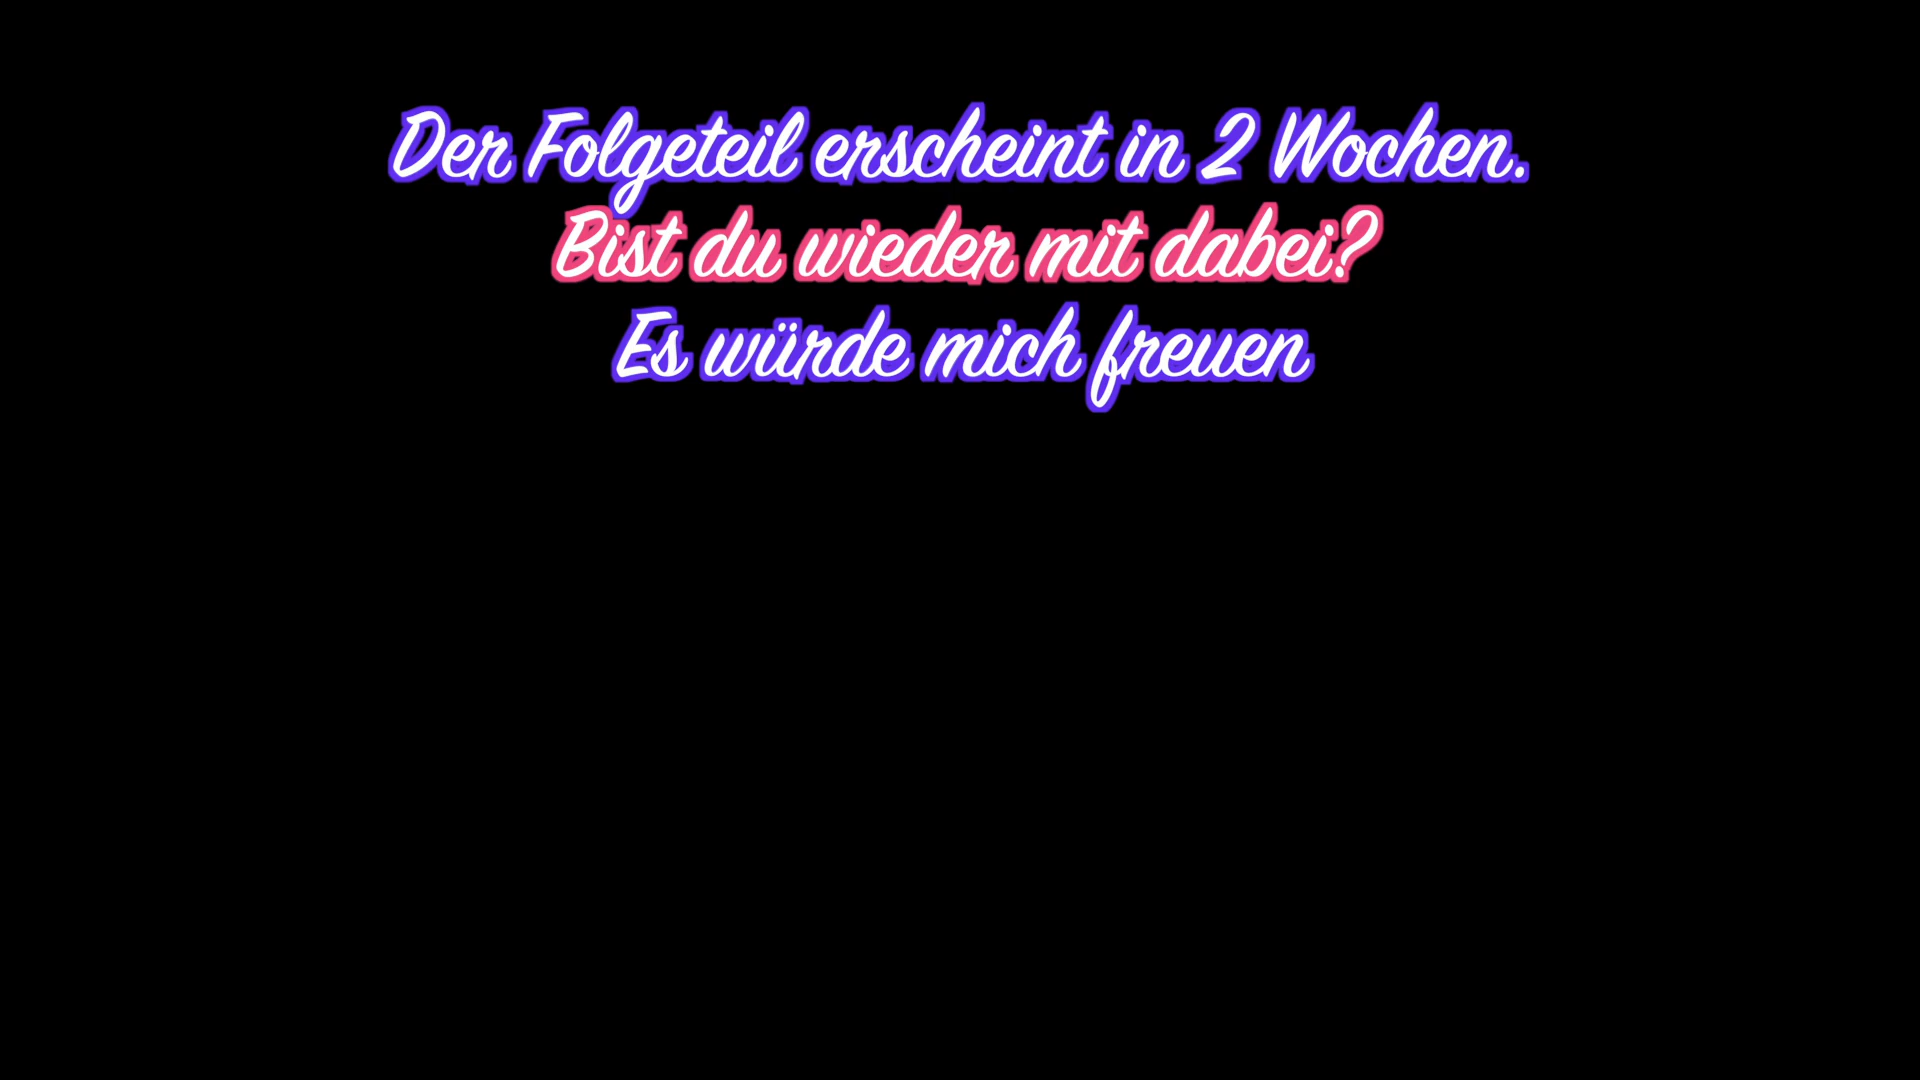 Der Folgeteil erscheint in 2 Wochen.
Bist du wieder mit dabei?
Es würde mich freuen